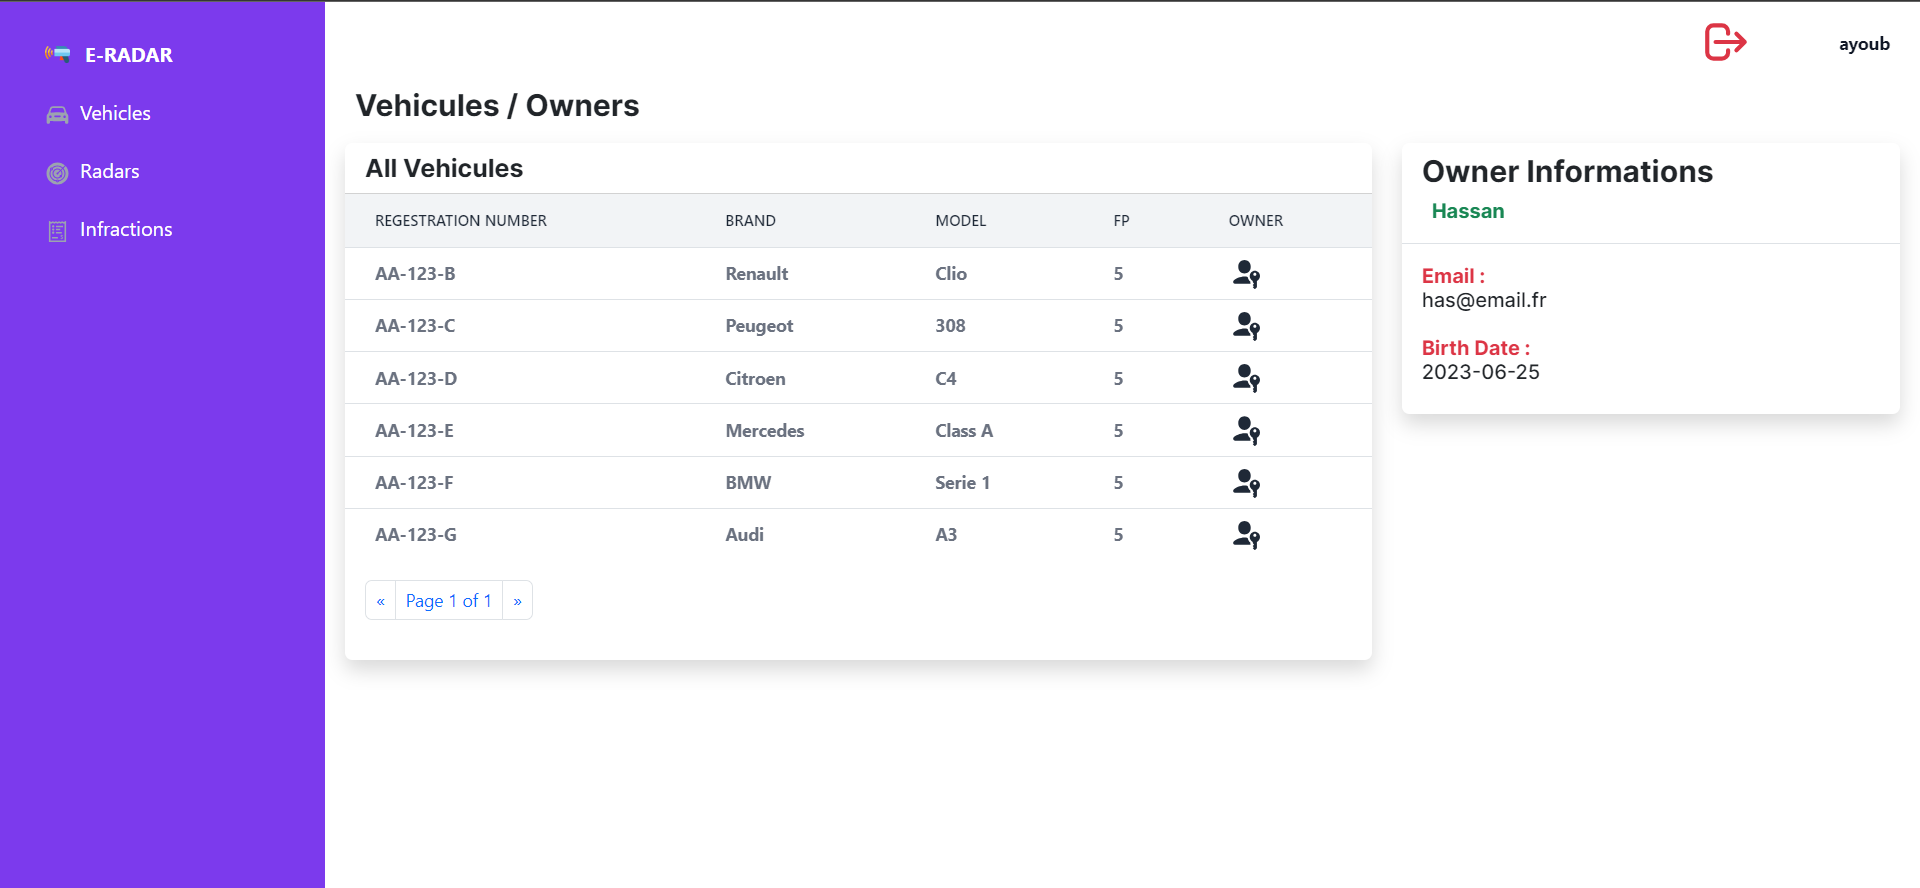 E-RADAR
Vehicles
Radars
Infractions
ayoub
Vehicules / Owners
All Vehicules
REGESTRATION NUMBER BRAND MODEL FP OWNER
AA-123-B Renault Clio 5
AA-123-C Peugeot 308 5
AA-123-D Citroen C4 5
AA-123-E Mercedes Class A 5
AA-123-F BMW Serie 1 5
AA-123-G Audi A3 5
« Page 1 of 1 »
Owner Informations
Hassan
Email :
has@email.fr
Birth Date :
2023-06-25